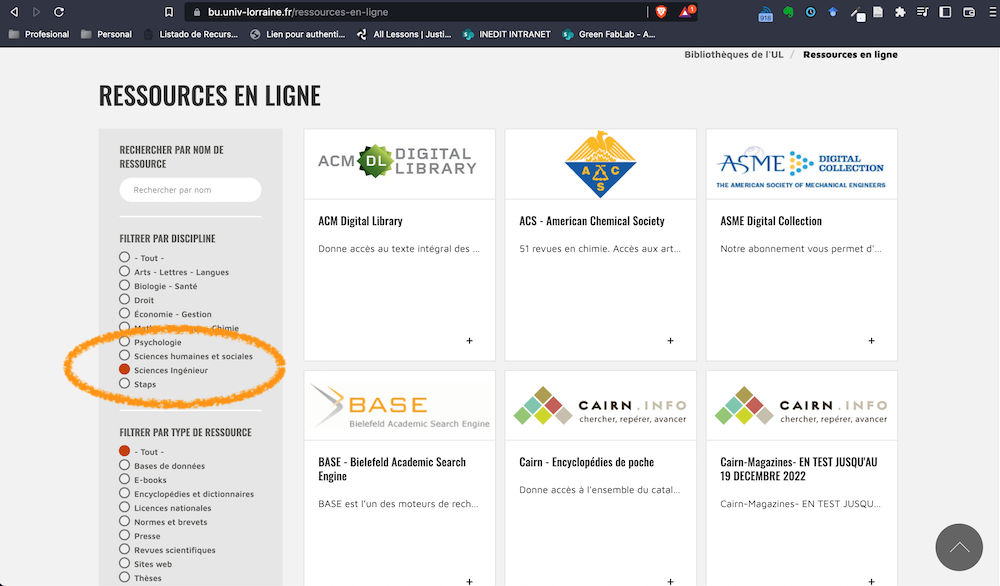 bu.univ-lorraine.fr/ressources-en-ligne
1
918
Profesional
Personal
Listado de Recurs...
Lien pour authenti...
All Lessons | Justi...
INEDIT INTRANET
Green FabLab - A...
Bibliothèques de l'UL / Ressources en ligne
RESSOURCES EN LIGNE
RECHERCHER PAR NOM DE
RESSOURCE
Rechercher par nom
FILTRER PAR DISCIPLINE
- Tout -
Arts - Lettres - Langues
Biologie - Santé
Droit
Économie - Gestion
Chimie
Psychologie
Sciences humaines et sociales
Sciences Ingénieur
Staps
FILTRER PAR TYPE DE RESSOURCE
- Tout -
Bases de données
E-books
Encyclopédies et dictionnaires
Licences nationales
Normes et brevets
Presse
Revues scientifiques
Sites web
Thèses
ACM DL DIGITAL
LIBRARY
ACM Digital Library
Donne accès au texte intégral des ...
+
A C
S
ACS - American Chemical Society
51 revues en chimie. Accès aux art...
+
ASME DIGITAL
COLLECTION
THE AMERICAN SOCIETY OF MECHANICAL ENGINEERS
ASME Digital Collection
Notre abonnement vous permet d'...
+
BASE
Bielefeld Academic Search Engine
BASE - Bielefeld Academic Search
Engine
BASE est l'un des moteurs de rech...
+
CAIRN.INFO
chercher, repérer, avancer
Cairn - Encyclopédies de poche
Donne accès à l'ensemble du catal...
+
CAIRN.INFO
chercher, repérer, avancer
Cairn-Magazines- EN TEST JUSQU'AU
19 DECEMBRE 2022
Cairn-Magazines- EN TEST JUSQU...
+